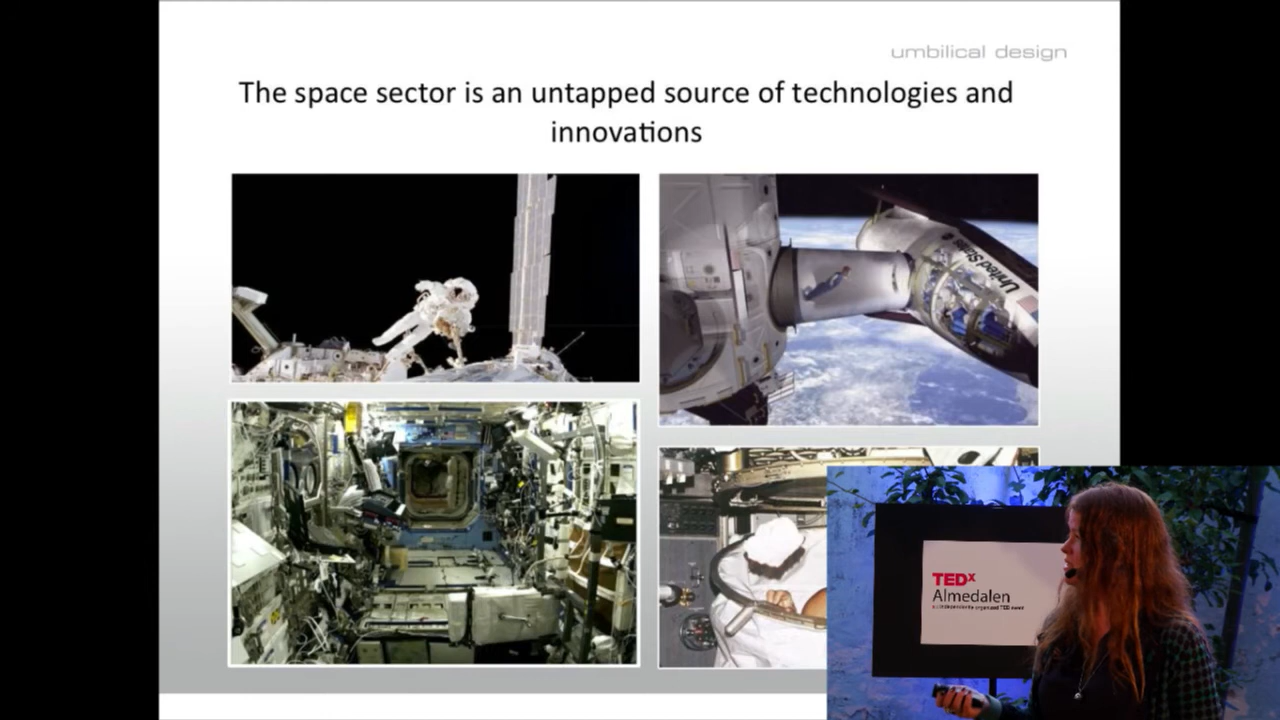 umbilical design
The space sector is an untapped source of technologies and
innovations
United States
TEDx
Almedalen